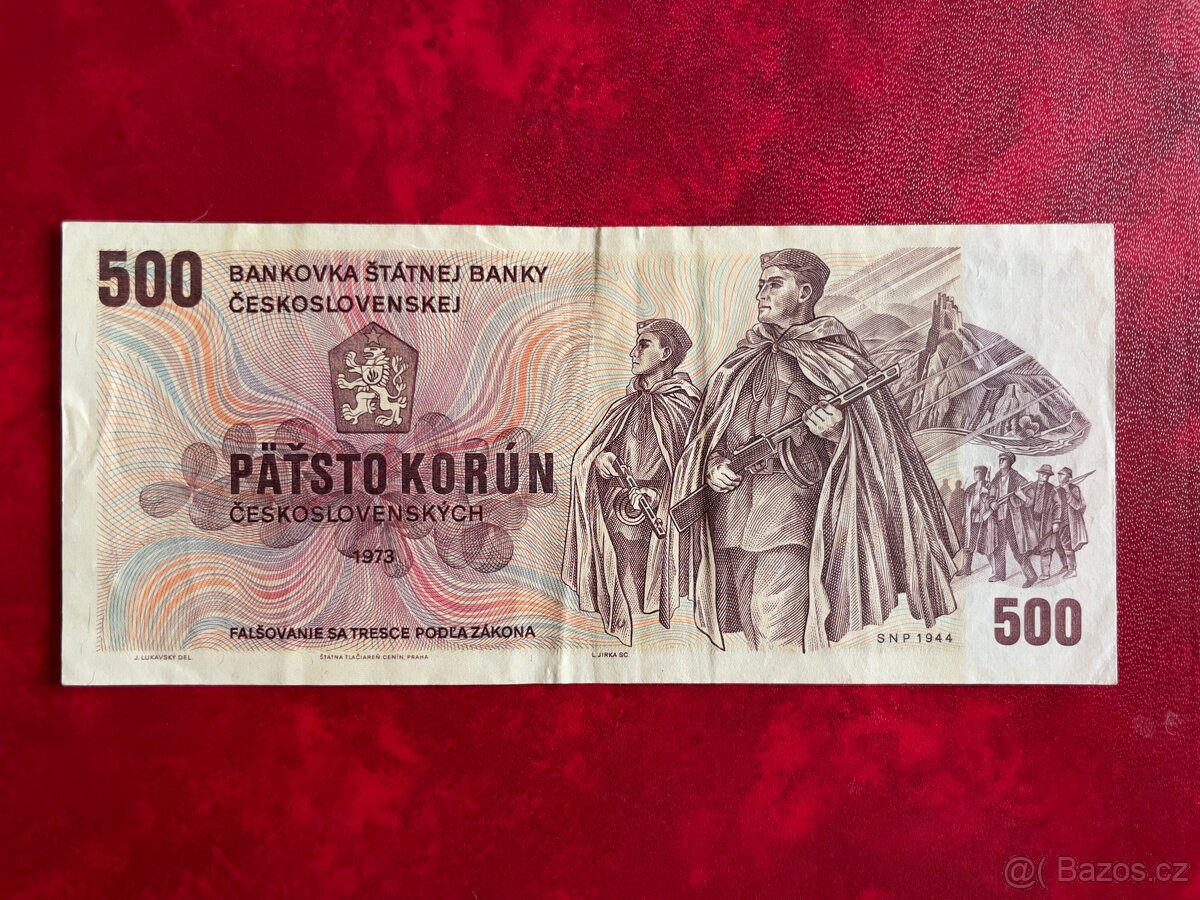 500
BANKOVKA ŠTÁTNEJ BANKY
ČESKOSLOVENSKEJ
PÄŤSTO KORÚN
ČESKOSLOVENSKÝCH
1973
FALŠOVANIE SA TRESCE PODĽA ZÁKONA
J. LUKAVSKÝ DEL.
ŠTÁTNA TLAČIAREŇ CENÍN, PRAHA
L. JIRKA SC.
SNP 1944
500
@( Bazos.cz